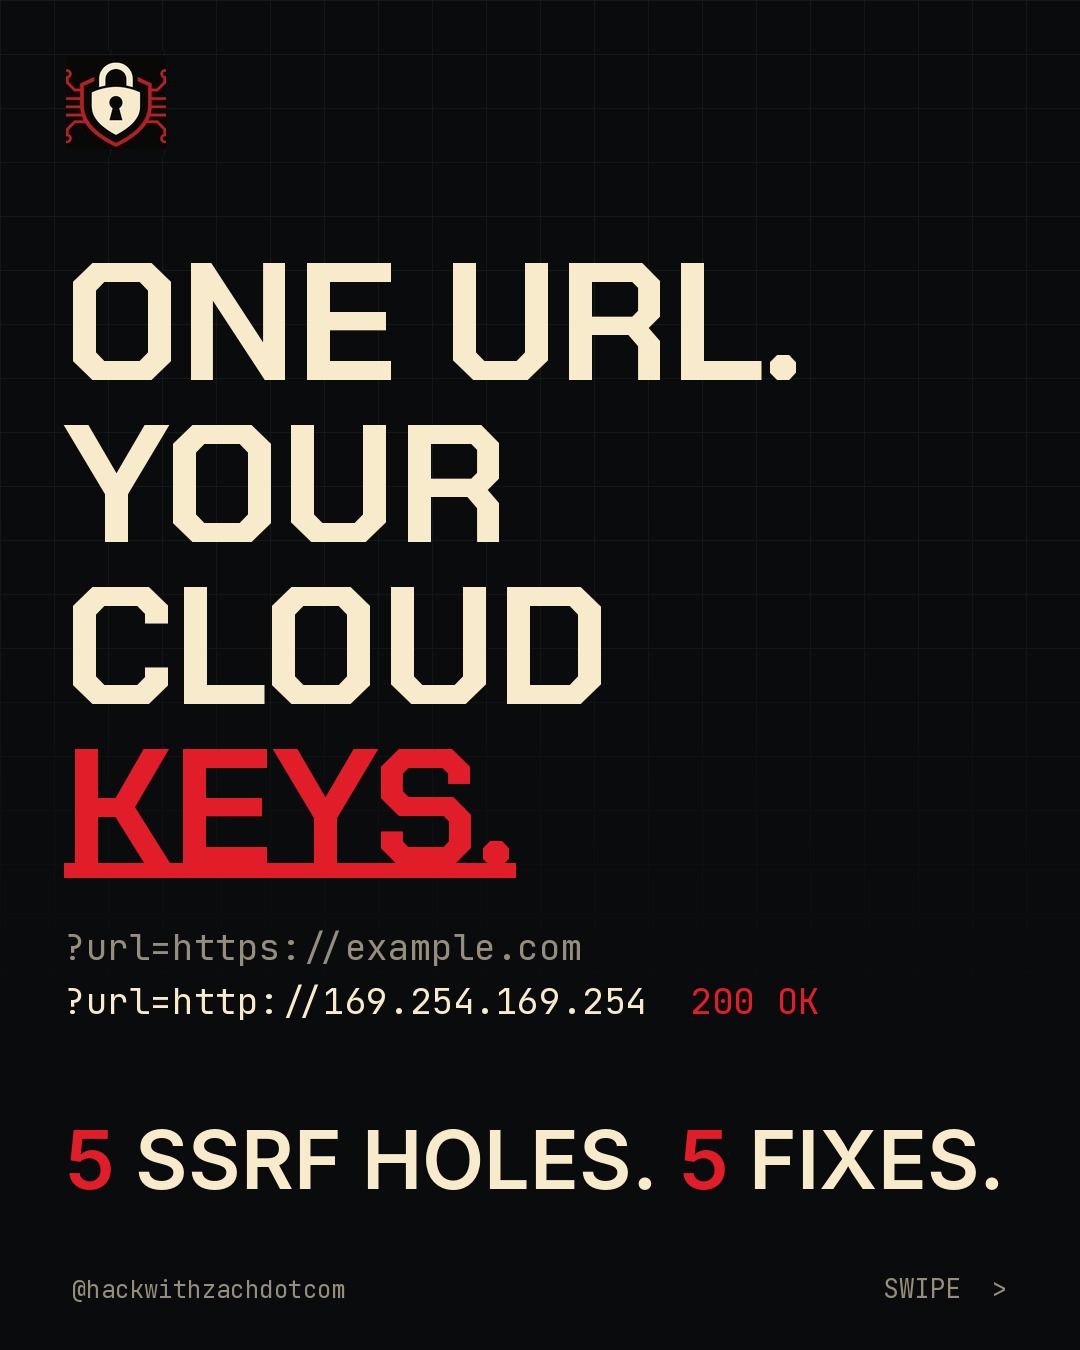 ONE URL.
YOUR
CLOUD
KEYS.
?url=https://example.com
?url=http://169.254.169.254 200 OK
5 SSRF HOLES. 5 FIXES.
@hackwithzachdotcom
SWIPE >